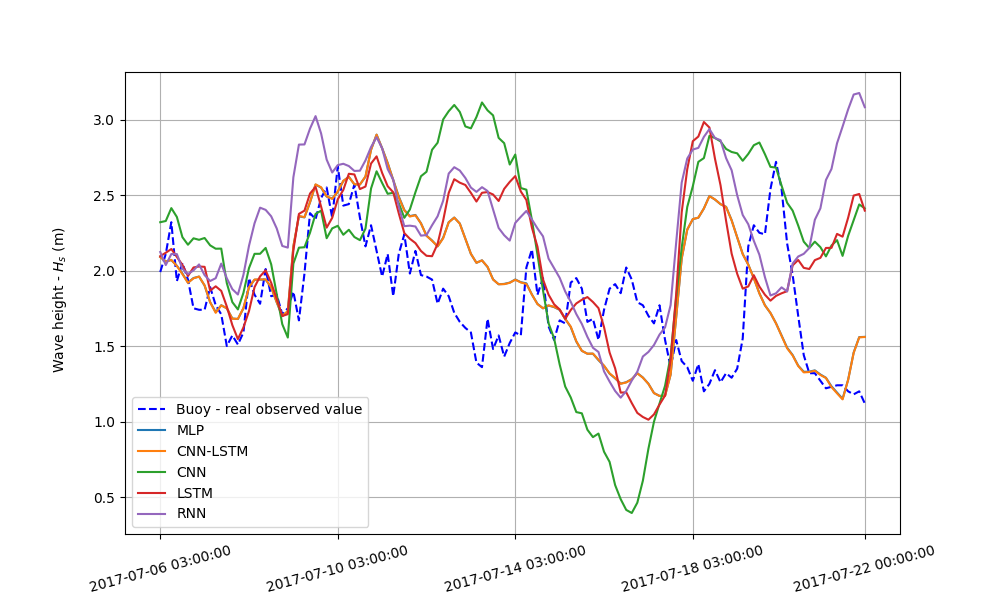 Wave height - Hs (m)
3.0
2.5
2.0
1.5
1.0
0.5
Buoy - real observed value
MLP
CNN-LSTM
CNN
LSTM
RNN
2017-07-06 03:00:00
2017-07-10 03:00:00
2017-07-14 03:00:00
2017-07-18 03:00:00
2017-07-22 00:00:00